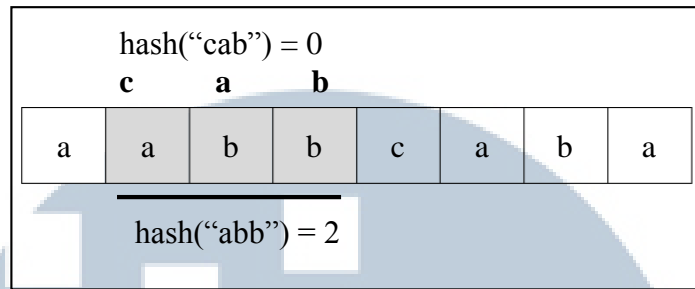 hash(“cab”) = 0
c a b
a a b b c a b a
hash(“abb”) = 2